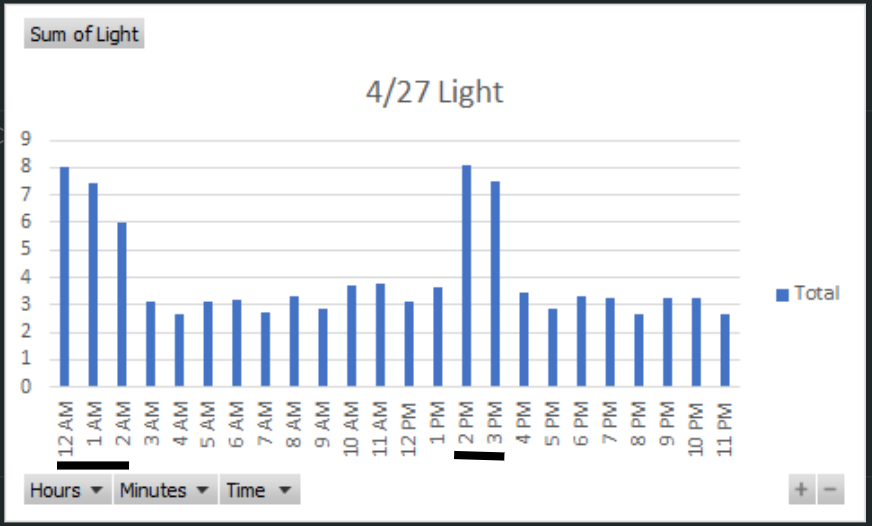 Sum of Light
4/27 Light
9
8
7
6
5
4
3
2
1
0
Total
12 AM
1 AM
2 AM
3 AM
4 AM
5 AM
6 AM
7 AM
8 AM
9 AM
10 AM
11 AM
12 PM
1 PM
2 PM
3 PM
4 PM
5 PM
6 PM
7 PM
8 PM
9 PM
10 PM
11 PM
Hours Minutes Time + −